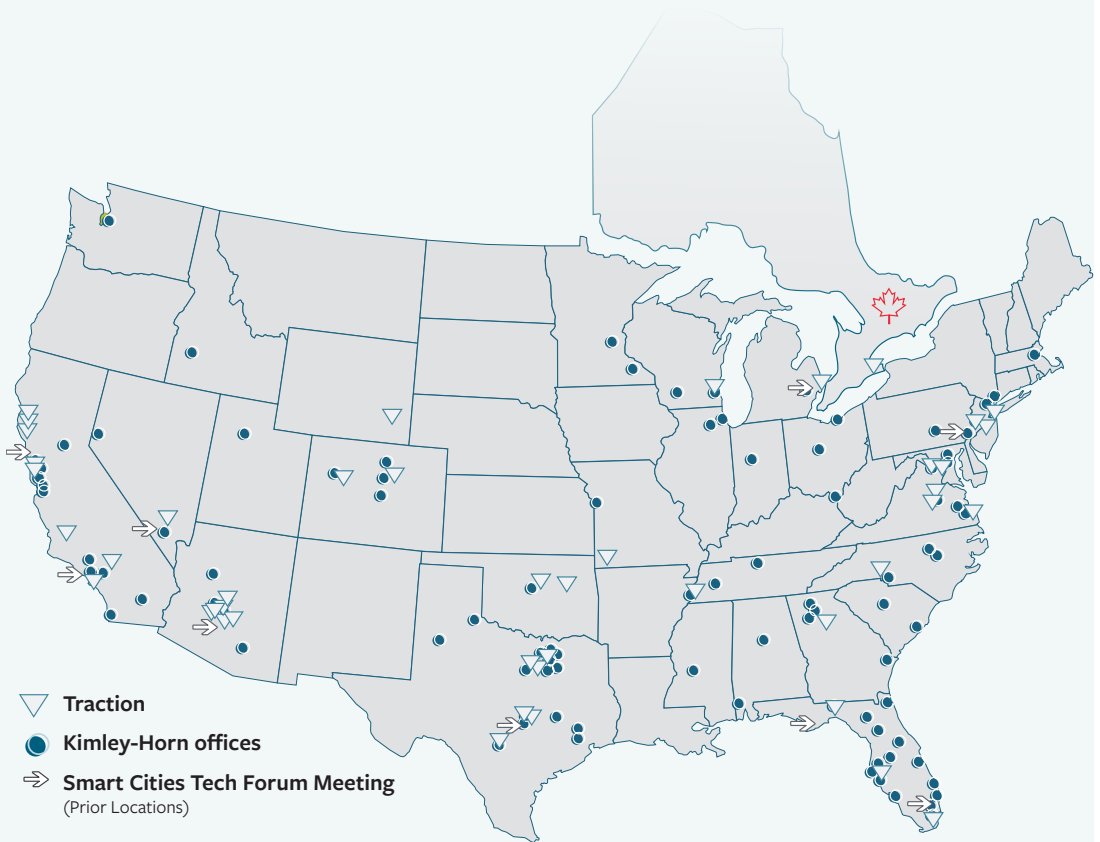 Traction
Kimley-Horn offices
Smart Cities Tech Forum Meeting
(Prior Locations)